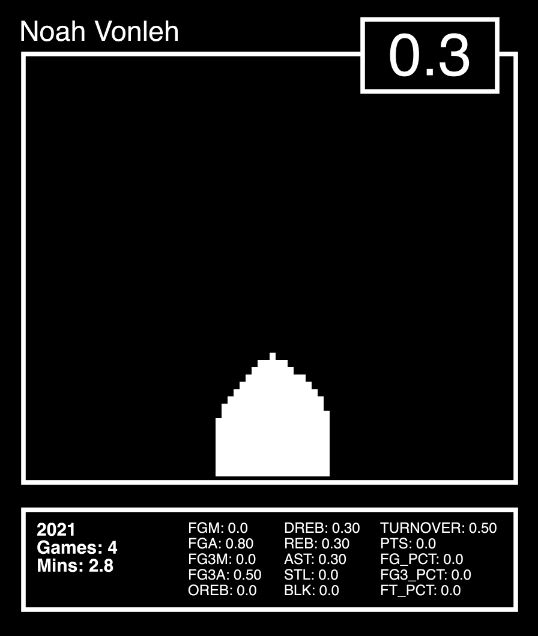 Noah Vonleh
0.3
2021
Games: 4
Mins: 2.8
FGM: 0.0
FGA: 0.80
FG3M: 0.0
FG3A: 0.50
OREB: 0.0
DREB: 0.30
REB: 0.30
AST: 0.30
STL: 0.0
BLK: 0.0
TURNOVER: 0.50
PTS: 0.0
FG_PCT: 0.0
FG3_PCT: 0.0
FT_PCT: 0.0